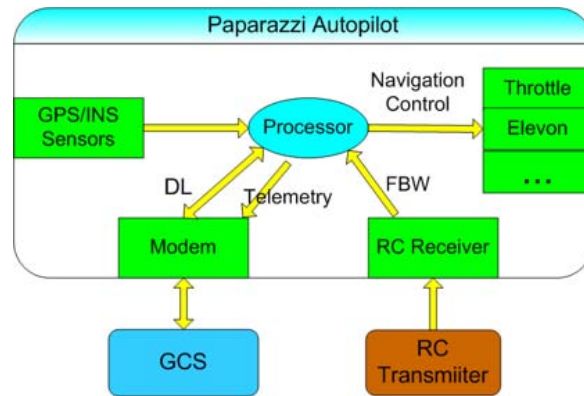 Paparazzi Autopilot
GPS/INS
Sensors
Processor
Navigation
Control
Throttle
Elevon
...
DL
Telemetry
FBW
Modem
RC Receiver
GCS
RC
Transmiiter